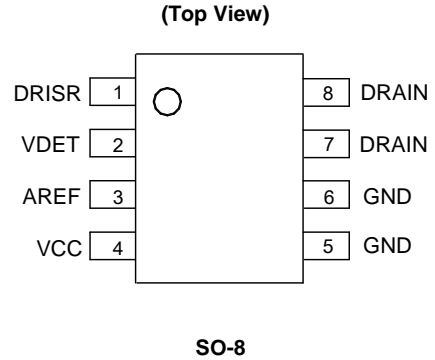 (Top View)
DRISR 1 8 DRAIN
VDET 2 7 DRAIN
AREF 3 6 GND
VCC 4 5 GND
SO-8